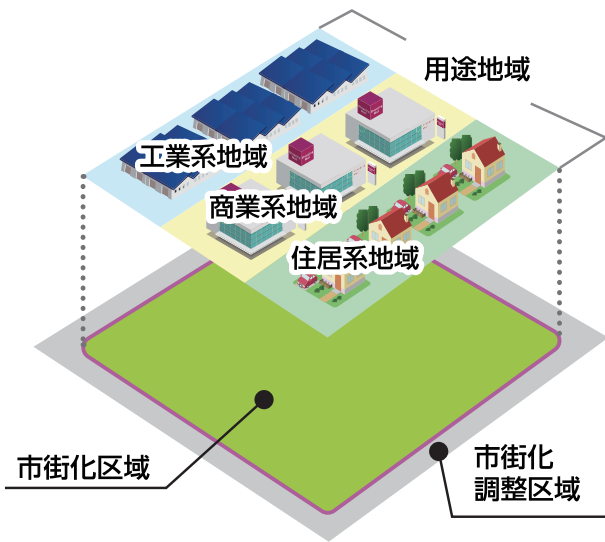 用途地域
工業系地域
商業系地域
住居系地域
市街化区域
市街化
調整区域